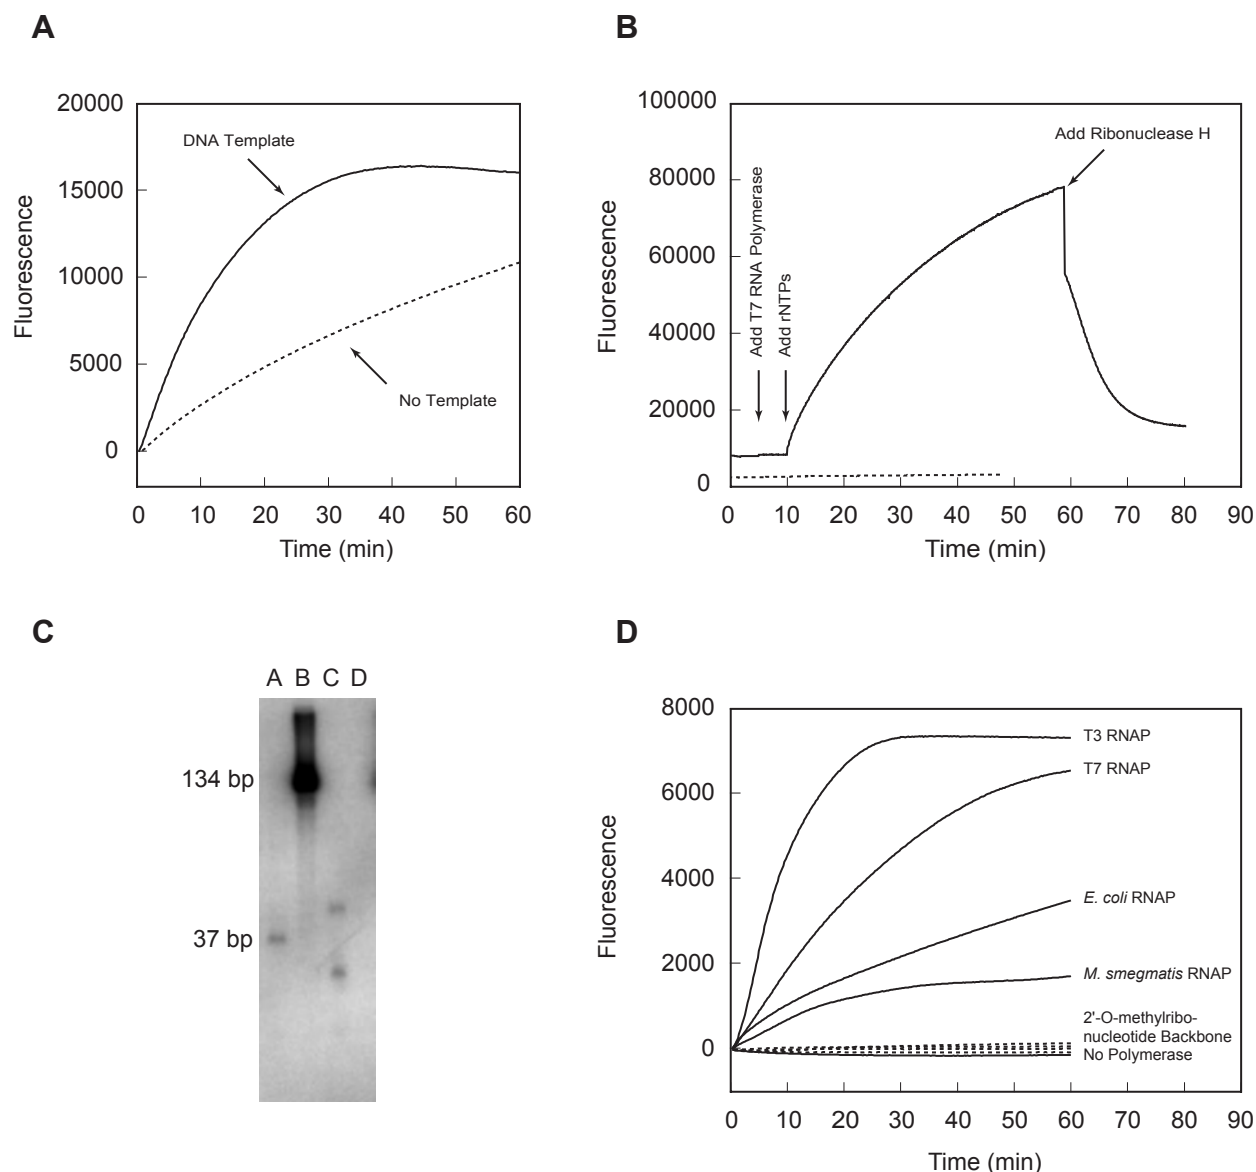 A
20000
15000
10000
5000
0
Fluorescence
DNA Template
No Template
0 10 20 30 40 50 60
Time (min)
B
100000
80000
60000
40000
20000
0
Fluorescence
Add T7 RNA Polymerase
Add rNTPs
Add Ribonuclease H
0 10 20 30 40 50 60 70 80 90
Time (min)
C
A B C D
134 bp
37 bp
D
8000
6000
4000
2000
0
Fluorescence
T3 RNAP
T7 RNAP
E. coli RNAP
M. smegmatis RNAP
2'-O-methylribo-
nucleotide Backbone
No Polymerase
0 10 20 30 40 50 60 70 80 90
Time (min)